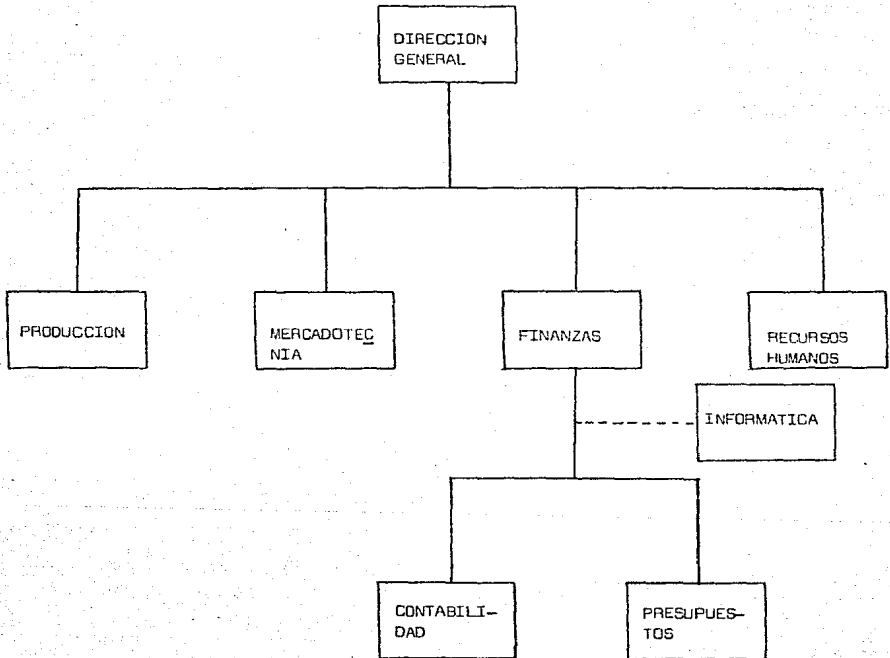 DIRECCION
GENERAL
PRODUCCION
MERCADOTEC
NIA
FINANZAS
RECURSOS
HUMANOS
INFORMATICA
CONTABILI-
DAD
PRESUPUES-
TOS